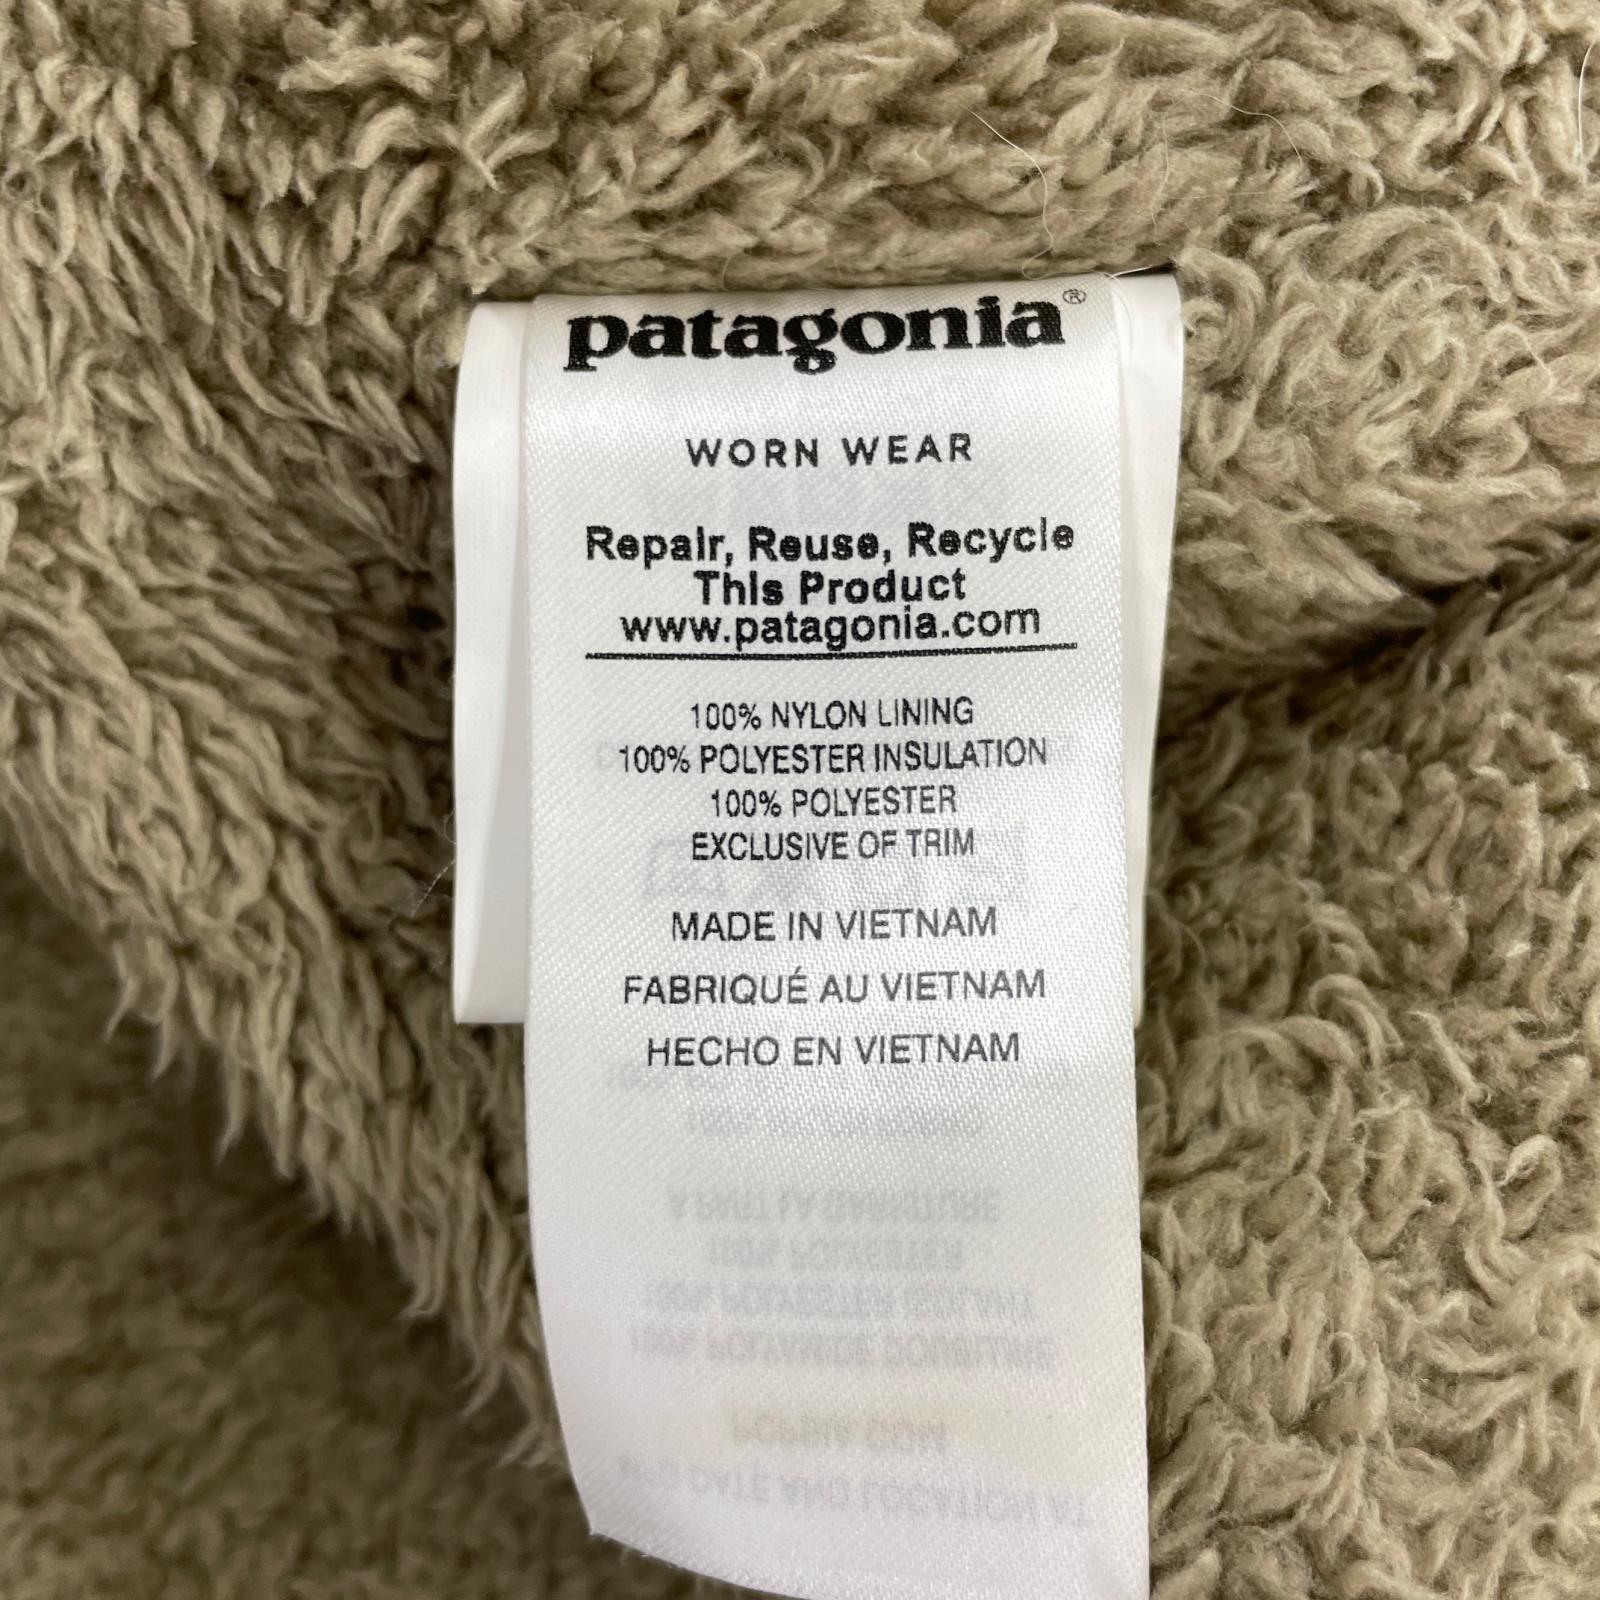 patagonia®
WORN WEAR
Repair, Reuse, Recycle
This Product
www.patagonia.com
100% NYLON LINING
100% POLYESTER INSULATION
100% POLYESTER
EXCLUSIVE OF TRIM
MADE IN VIETNAM
FABRIQUÉ AU VIETNAM
HECHO EN VIETNAM